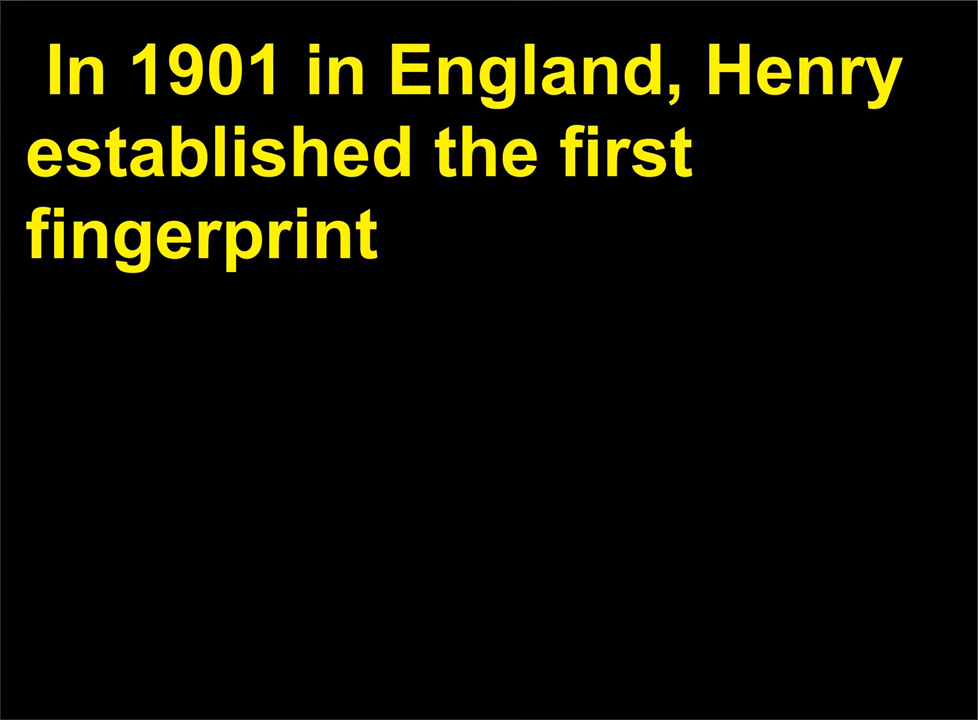 In 1901 in England, Henry
established the first
fingerprint